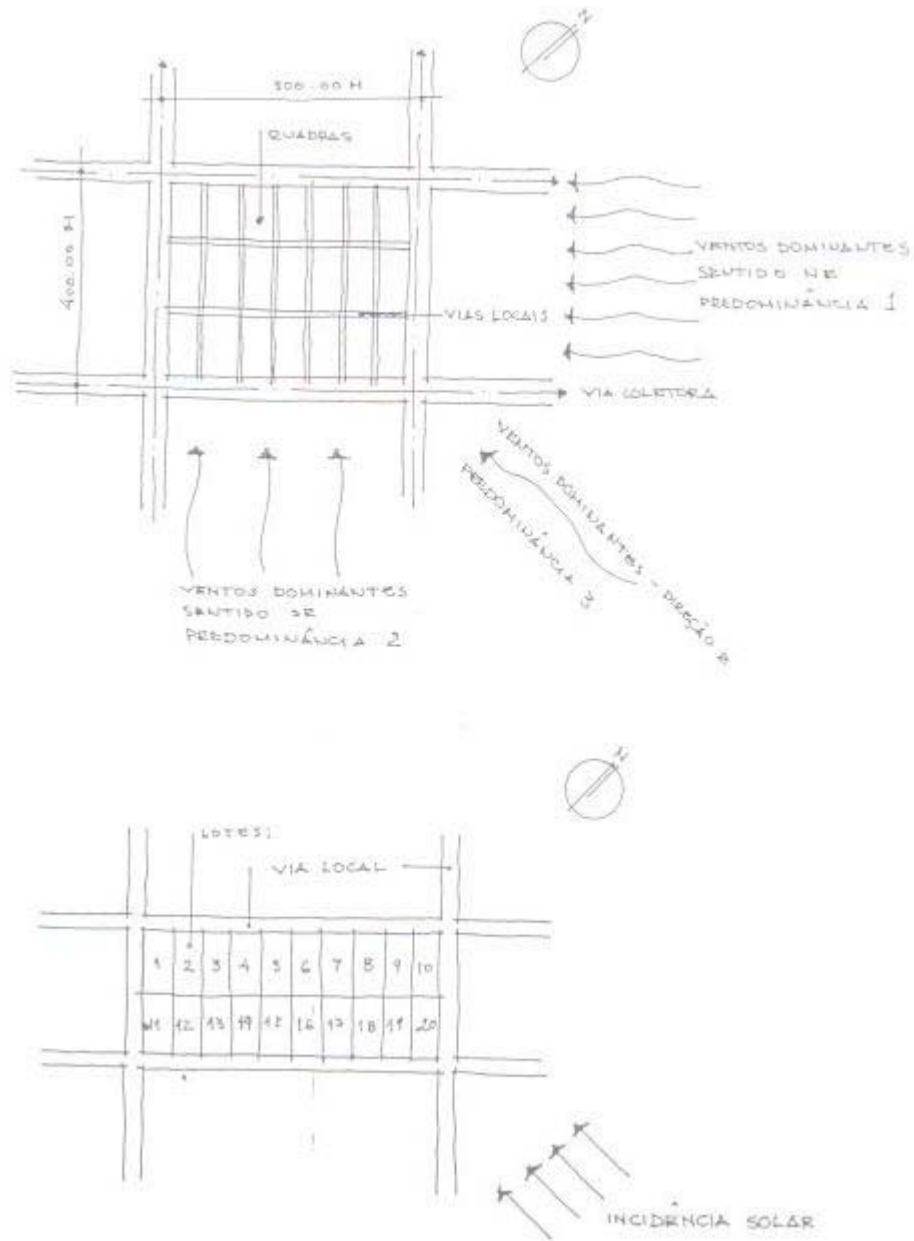 N
500.00 M
QUADRAS
400.00 M
VENTOS DOMINANTES
SENTIDO NE
PREDOMINÂNCIA 1
VIAS LOCAIS
VIA COLETORA
VENTOS DOMINANTES - DIREÇÃO E
PREDOMINÂNCIA 3
VENTOS DOMINANTES
SENTIDO SE
PREDOMINÂNCIA 2
N
LOTES;
VIA LOCAL
1 2 3 4 5 6 7 8 9 10
11 12 13 14 15 16 17 18 19 20
INCIDÊNCIA SOLAR